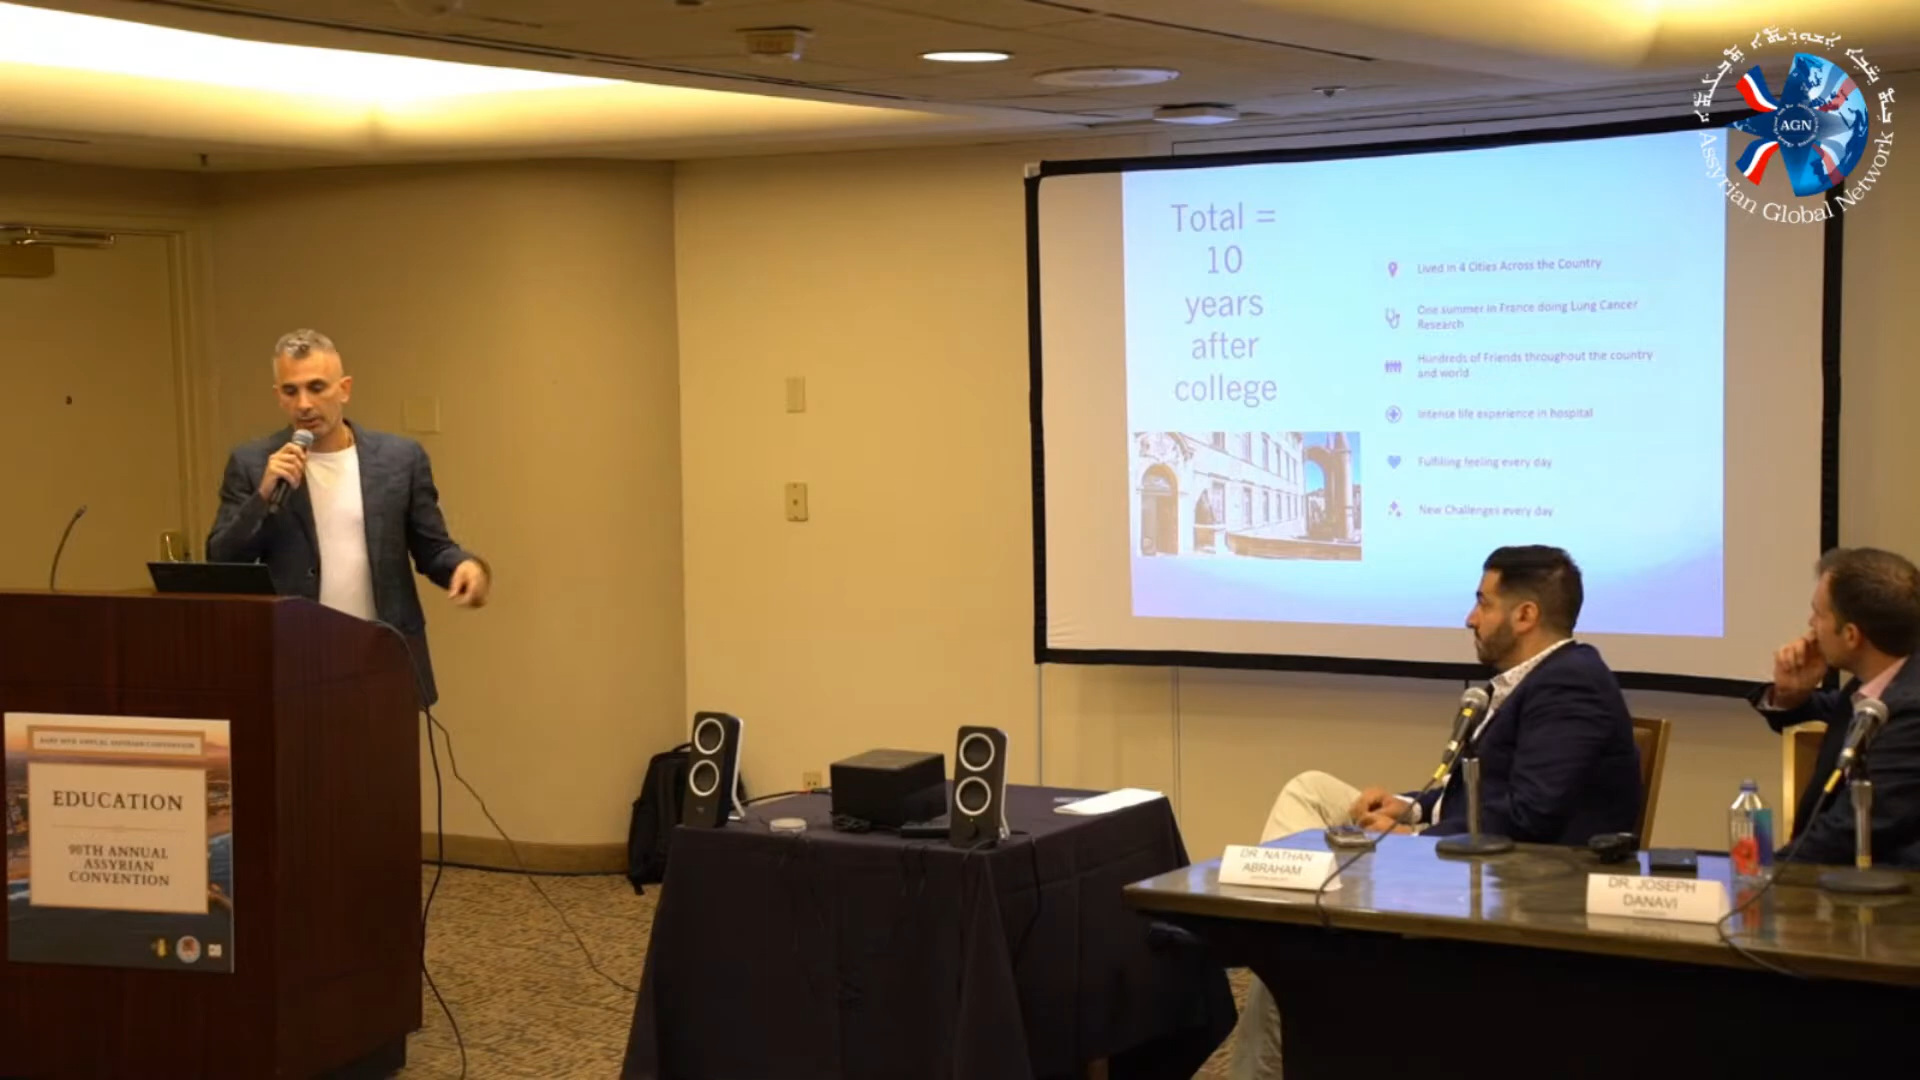 Total =
10
years
after
college
Lived in 4 Cities Across the Country
One summer in France doing Lung Cancer
Research
Hundreds of Friends throughout the country
and world
Intense life experience in hospital
Fulfilling feeling every day
New Challenges every day
AGN
Assyrian Global Network
EDUCATION
90TH ANNUAL
ASSYRIAN
CONVENTION
DR. NATHAN
ABRAHAM
DR. JOSEPH
DANAVI